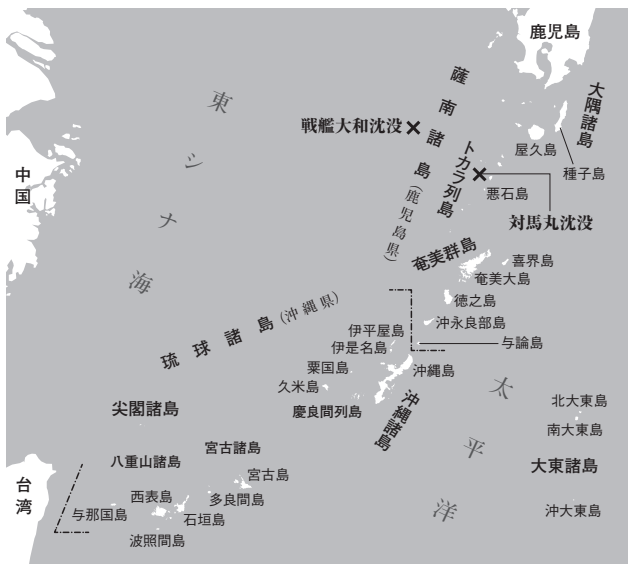 鹿児島
大隅諸島
薩南諸島(鹿児島県)
戦艦大和沈没
トカラ列島
屋久島
種子島
悪石島
対馬丸沈没
東シナ海
中国
奄美群島
喜界島
奄美大島
徳之島
沖永良部島
与論島
琉球諸島(沖縄県)
伊平屋島
伊是名島
粟国島
久米島
沖縄島
慶良間列島
沖縄諸島
太平洋
北大東島
南大東島
大東諸島
沖大東島
尖閣諸島
宮古諸島
八重山諸島
宮古島
多良間島
西表島
石垣島
与那国島
波照間島
台湾